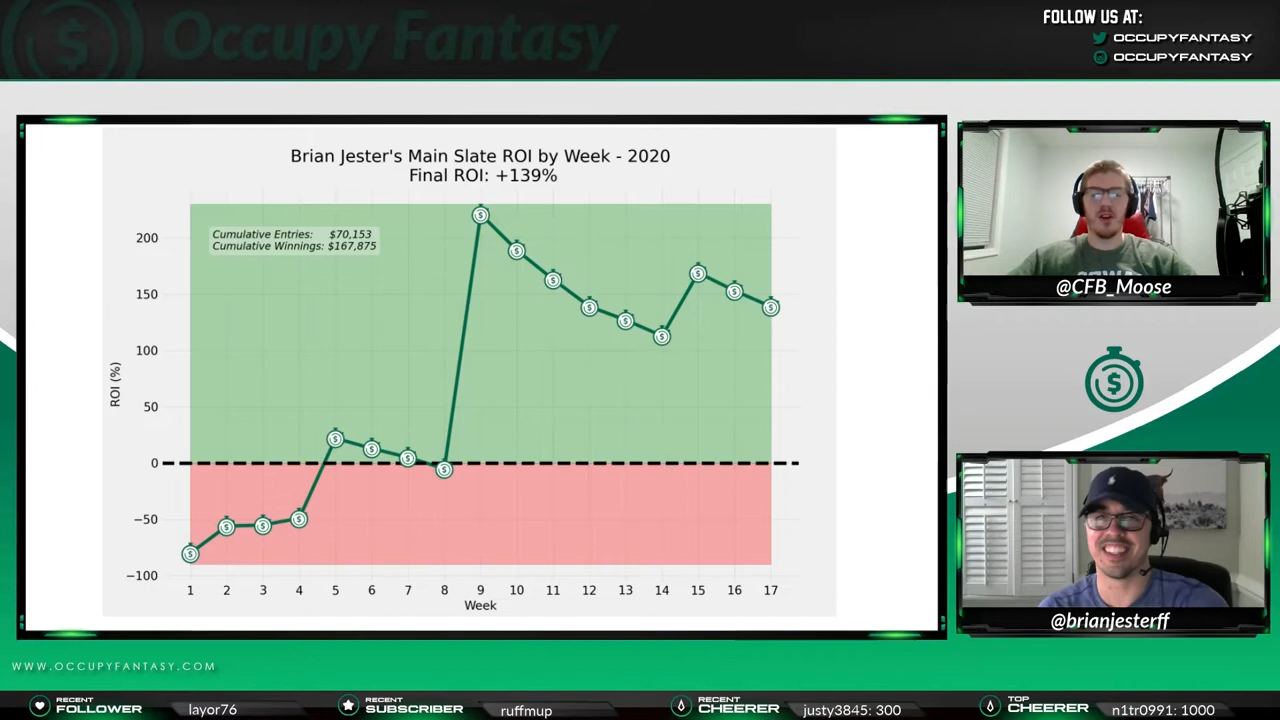 Occupy Fantasy
FOLLOW US AT:
OCCUPYFANTASY
OCCUPYFANTASY
Brian Jester's Main Slate ROI by Week - 2020
Final ROI: +139%
Cumulative Entries: $70,153
Cumulative Winnings: $167,875
ROI (%)
200
150
100
50
0
−50
−100
1 2 3 4 5 6 7 8 9 10 11 12 13 14 15 16 17
Week
@CFB_Moose
@brianjesterff
WWW.OCCUPYFANTASY.COM
RECENT
FOLLOWER
layor76
RECENT
SUBSCRIBER
ruffmup
RECENT
CHEERER
justy3845: 300
TOP
CHEERER
n1tr0991: 1000